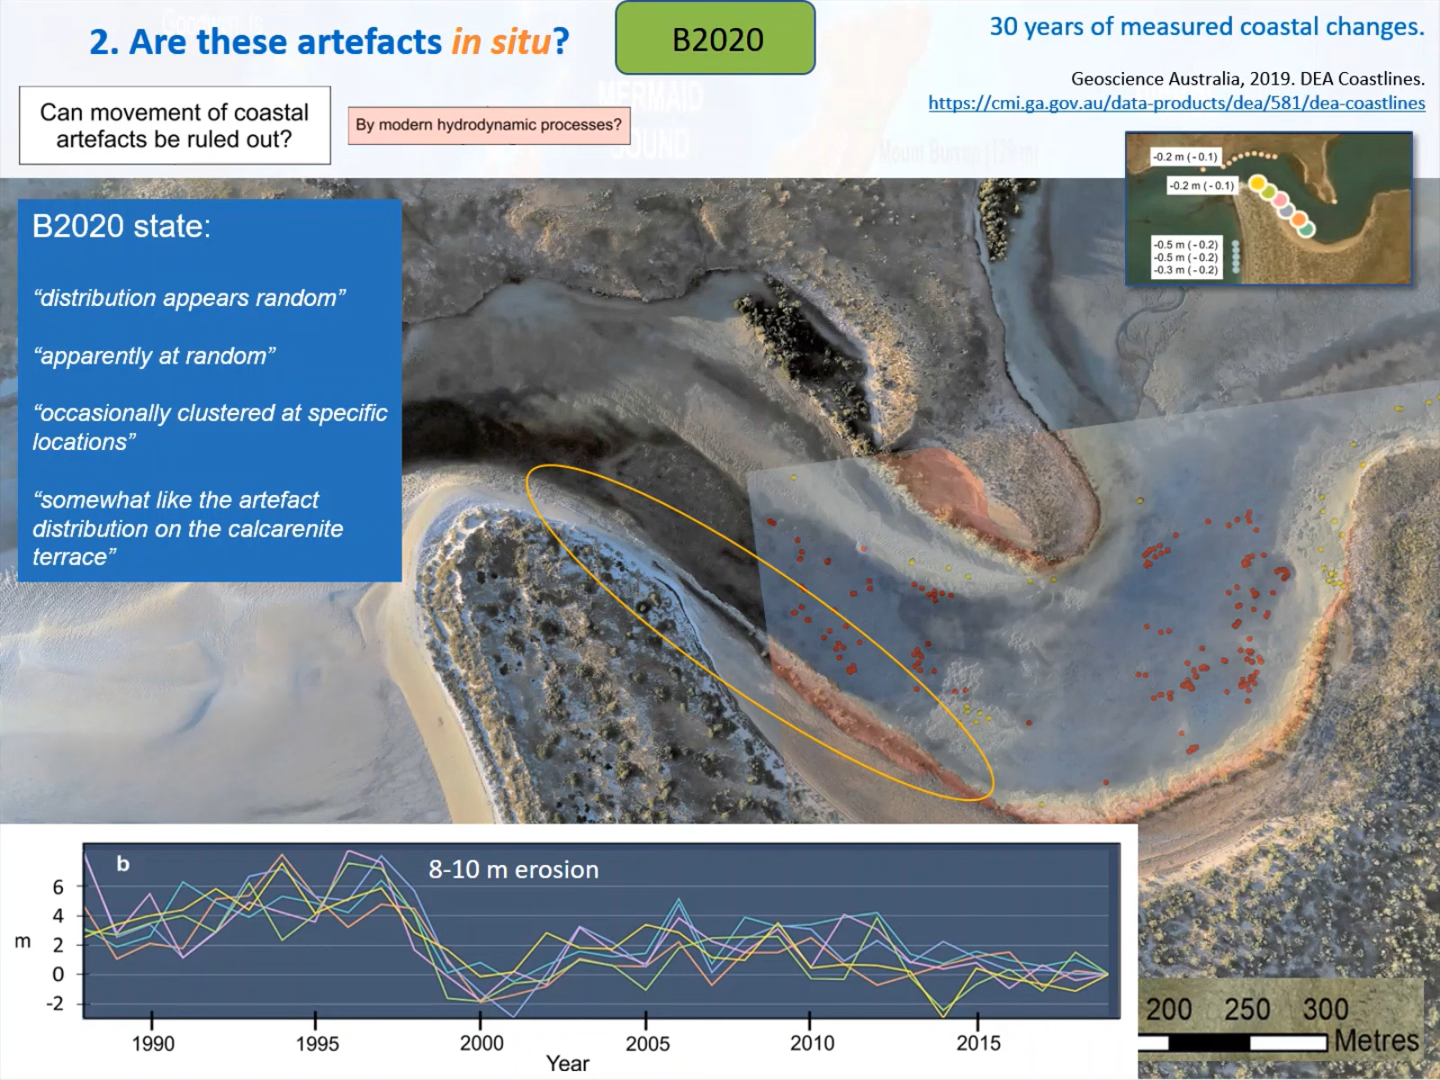 2. Are these artefacts in situ?
B2020
30 years of measured coastal changes.
Geoscience Australia, 2019. DEA Coastlines.
https://cmi.ga.gov.au/data-products/dea/581/dea-coastlines
Can movement of coastal
artefacts be ruled out?
By modern hydrodynamic processes?
MERMAID
SOUND
-0.2 m (-0.1)
-0.2 m (-0.1)
-0.5 m (-0.2)
-0.5 m (-0.2)
-0.3 m (-0.2)
B2020 state:
“distribution appears random”
“apparently at random”
“occasionally clustered at specific
locations”
“somewhat like the artefact
distribution on the calcarenite
terrace”
b
8-10 m erosion
6
4
m 2
0
-2
1990 1995 2000 2005 2010 2015
Year
200 250 300
Metres